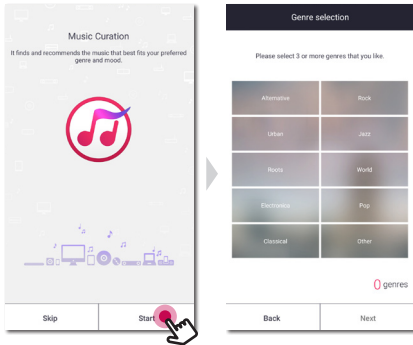 Music Curation
It finds and recommends the music that best fits your preferred
genre and mood.
Skip
Start
Genre selection
Please select 3 or more genres that you like.
Alternative
Rock
Urban
Jazz
Roots
World
Electronica
Pop
Classical
Other
0 genres
Back
Next